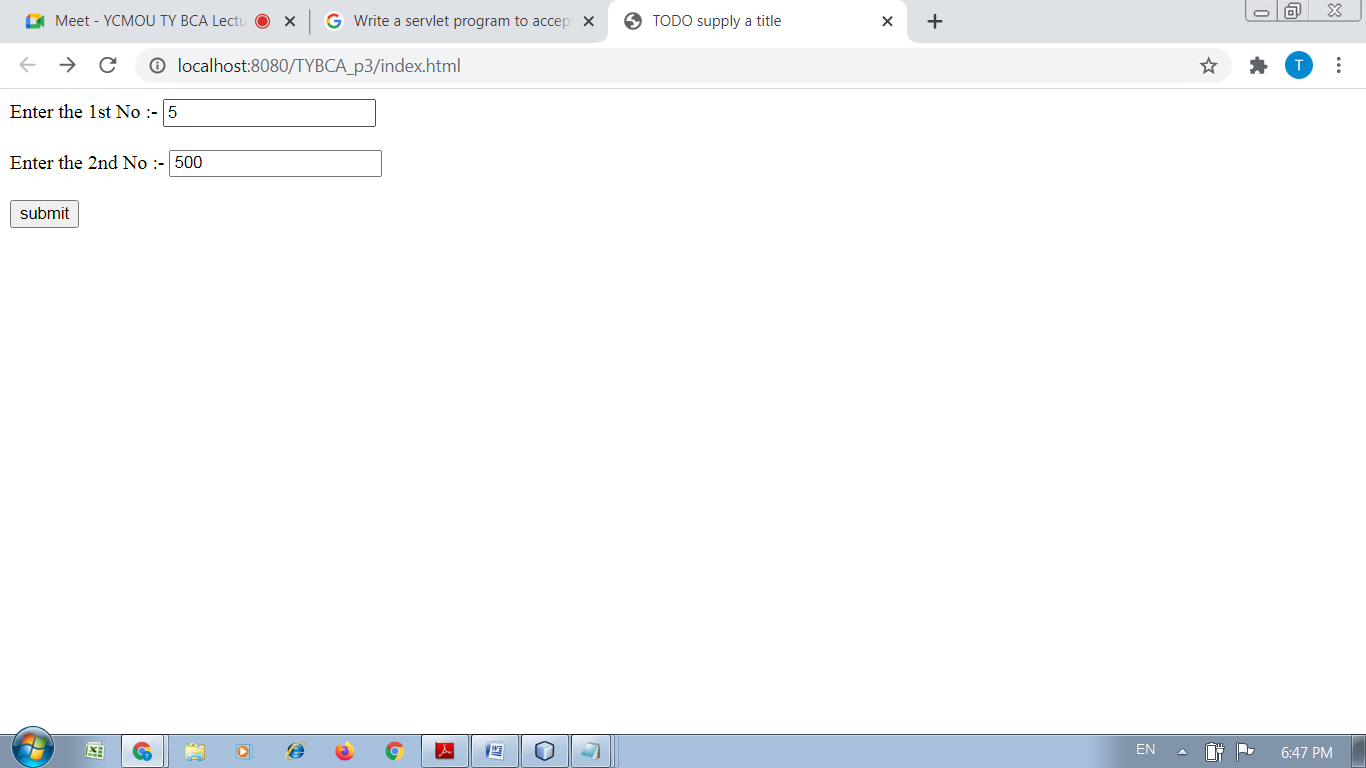 Meet - YCMOU TY BCA Lectu
Write a servlet program to accep
TODO supply a title
localhost:8080/TYBCA_p3/index.html
T
Enter the 1st No :- 5
Enter the 2nd No :- 500
submit
EN
6:47 PM